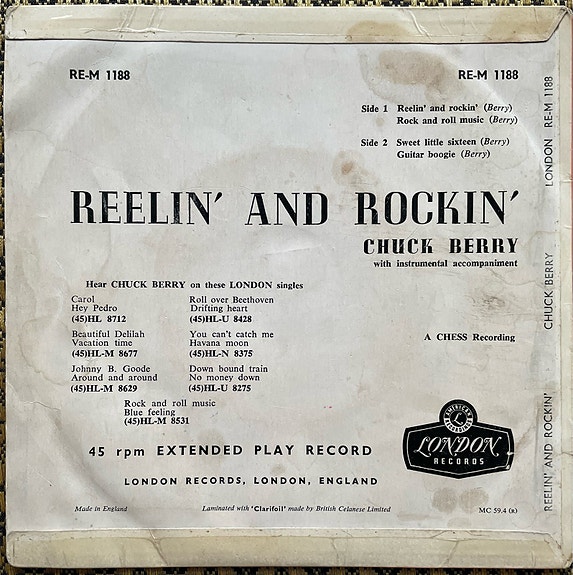 RE-M 1188
RE-M 1188
Side 1 Reelin' and rockin' (Berry)
Rock and roll music (Berry)
Side 2 Sweet little sixteen (Berry)
Guitar boogie (Berry)
REELIN' AND ROCKIN'
CHUCK BERRY
with instrumental accompaniment
Hear CHUCK BERRY on these LONDON singles
Carol
Hey Pedro
(45)HL 8712
Beautiful Delilah
Vacation time
(45)HL-M 8677
Johnny B. Goode
Around and around
(45)HL-M 8629
Roll over Beethoven
Drifting heart
(45)HL-U 8428
You can't catch me
Havana moon
(45)HL-N 8375
Down bound train
No money down
(45)HL-U 8275
Rock and roll music
Blue feeling
(45)HL-M 8531
A CHESS Recording
45 rpm EXTENDED PLAY RECORD
LONDON RECORDS, LONDON, ENGLAND
AMERICAN
L
RECORDINGS
LONDON
RECORDS
Made in England
Laminated with 'Clarifoil' made by British Celanese Limited
MC 59.4 (R)
REELIN' AND ROCKIN' CHUCK BERRY LONDON RE-M 1188